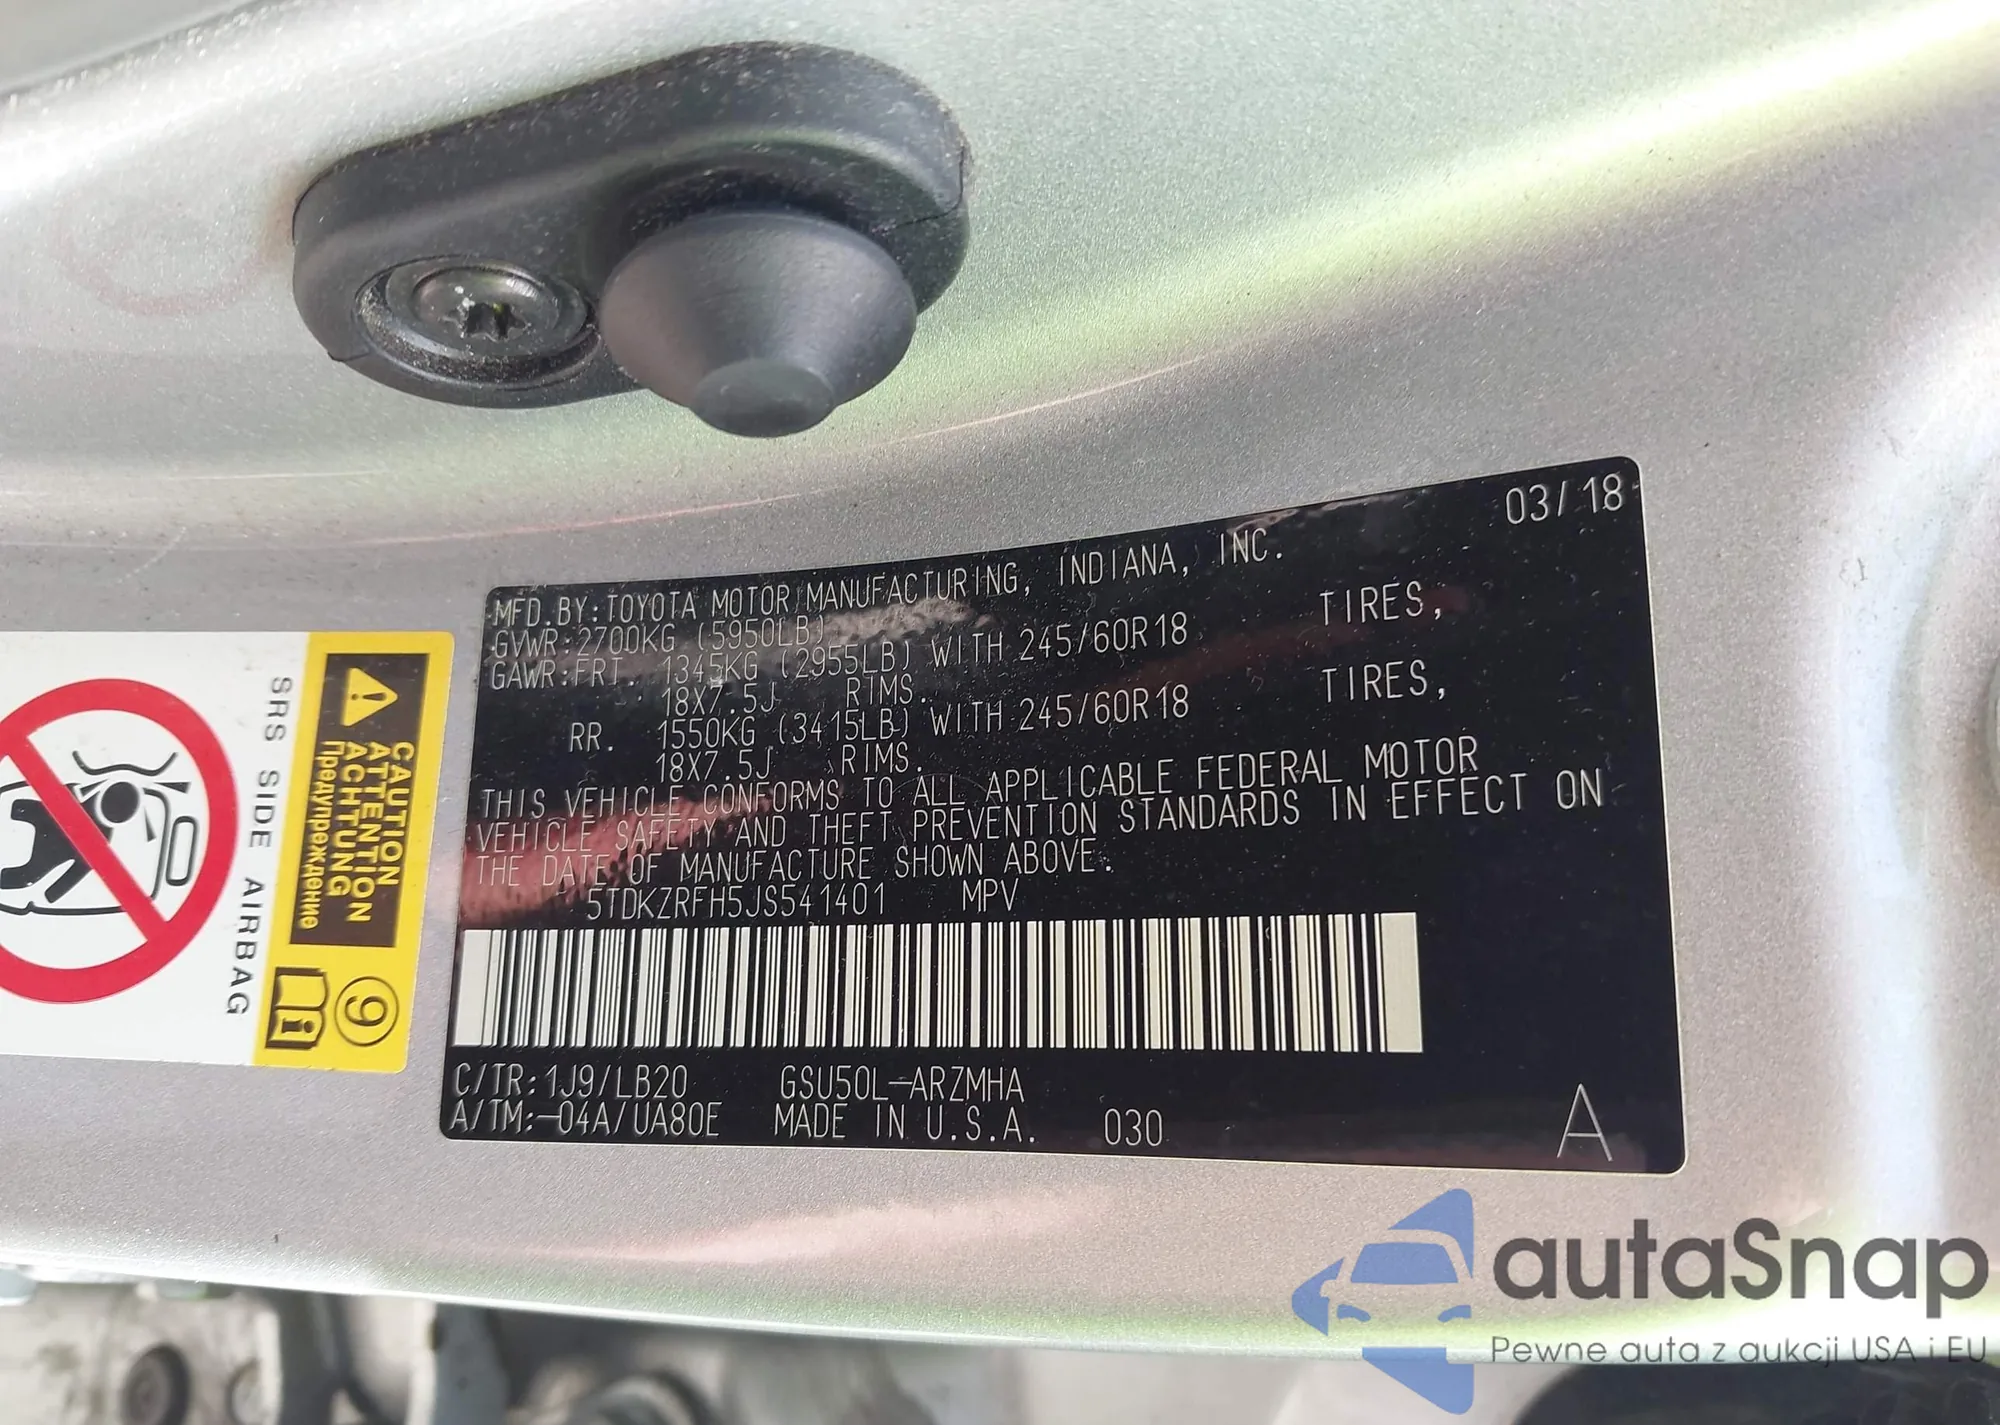 03/18
MFD.BY:TOYOTA MOTOR MANUFACTURING, INDIANA, INC.
GVWR:2700KG (5950LB)
GAWR:FRT. 1345KG (2955LB) WITH 245/60R18 TIRES,
18X7.5J RIMS.
RR. 1550KG (3415LB) WITH 245/60R18 TIRES,
18X7.5J RIMS.
THIS VEHICLE CONFORMS TO ALL APPLICABLE FEDERAL MOTOR
VEHICLE SAFETY AND THEFT PREVENTION STANDARDS IN EFFECT ON
THE DATE OF MANUFACTURE SHOWN ABOVE.
5TDKZRFH5JS541401 MPV
C/TR:1J9/LB20 GSU50L-ARZMHA
A/TM:-04A/UA80E MADE IN U.S.A. 030 A
CAUTION
ATTENTION
ACHTUNG
Предупреждение
9
SRS SIDE AIRBAG
autaSnap
Pewne auta z aukcji USA i EU